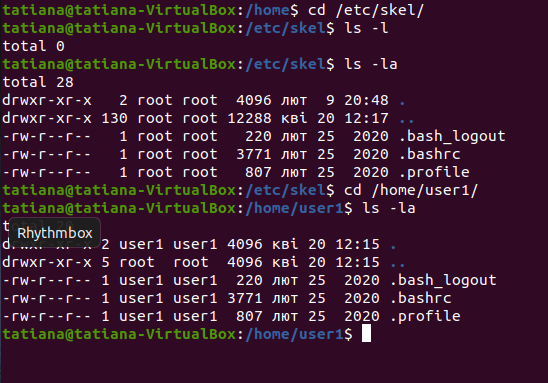 tatiana@tatiana-VirtualBox:/home$ cd /etc/skel/
tatiana@tatiana-VirtualBox:/etc/skel$ ls -l
total 0
tatiana@tatiana-VirtualBox:/etc/skel$ ls -la
total 28
drwxr-xr-x   2 root root  4096 лют  9 20:48 .
drwxr-xr-x 130 root root 12288 кві 20 12:17 ..
-rw-r--r--   1 root root   220 лют 25  2020 .bash_logout
-rw-r--r--   1 root root  3771 лют 25  2020 .bashrc
-rw-r--r--   1 root root   807 лют 25  2020 .profile
tatiana@tatiana-VirtualBox:/etc/skel$ cd /home/user1/
tatiana@tatiana-VirtualBox:/home/user1$ ls -la
Rhythmbox
drwxr-xr-x 2 user1 user1 4096 кві 20 12:15 .
drwxr-xr-x 5 root  root  4096 кві 20 12:15 ..
-rw-r--r-- 1 user1 user1  220 лют 25  2020 .bash_logout
-rw-r--r-- 1 user1 user1 3771 лют 25  2020 .bashrc
-rw-r--r-- 1 user1 user1  807 лют 25  2020 .profile
tatiana@tatiana-VirtualBox:/home/user1$